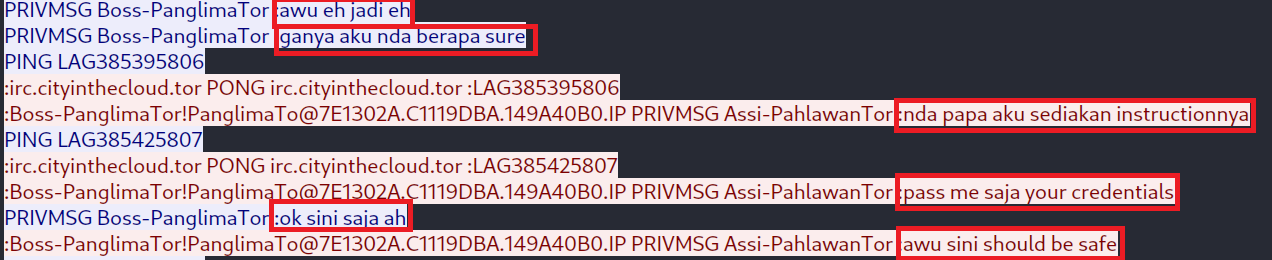 PRIVMSG Boss-PanglimaTor :awu eh jadi eh
PRIVMSG Boss-PanglimaTor :ganya aku nda berapa sure
PING LAG385395806
:irc.cityinthecloud.tor PONG irc.cityinthecloud.tor :LAG385395806
:Boss-PanglimaTor!PanglimaTo@7E1302A.C1119DBA.149A40B0.IP PRIVMSG Assi-PahlawanTor :nda papa aku sediakan instructionnya
PING LAG385425807
:irc.cityinthecloud.tor PONG irc.cityinthecloud.tor :LAG385425807
:Boss-PanglimaTor!PanglimaTo@7E1302A.C1119DBA.149A40B0.IP PRIVMSG Assi-PahlawanTor :pass me saja your credentials
PRIVMSG Boss-PanglimaTor :ok sini saja ah
:Boss-PanglimaTor!PanglimaTo@7E1302A.C1119DBA.149A40B0.IP PRIVMSG Assi-PahlawanTor :awu sini should be safe